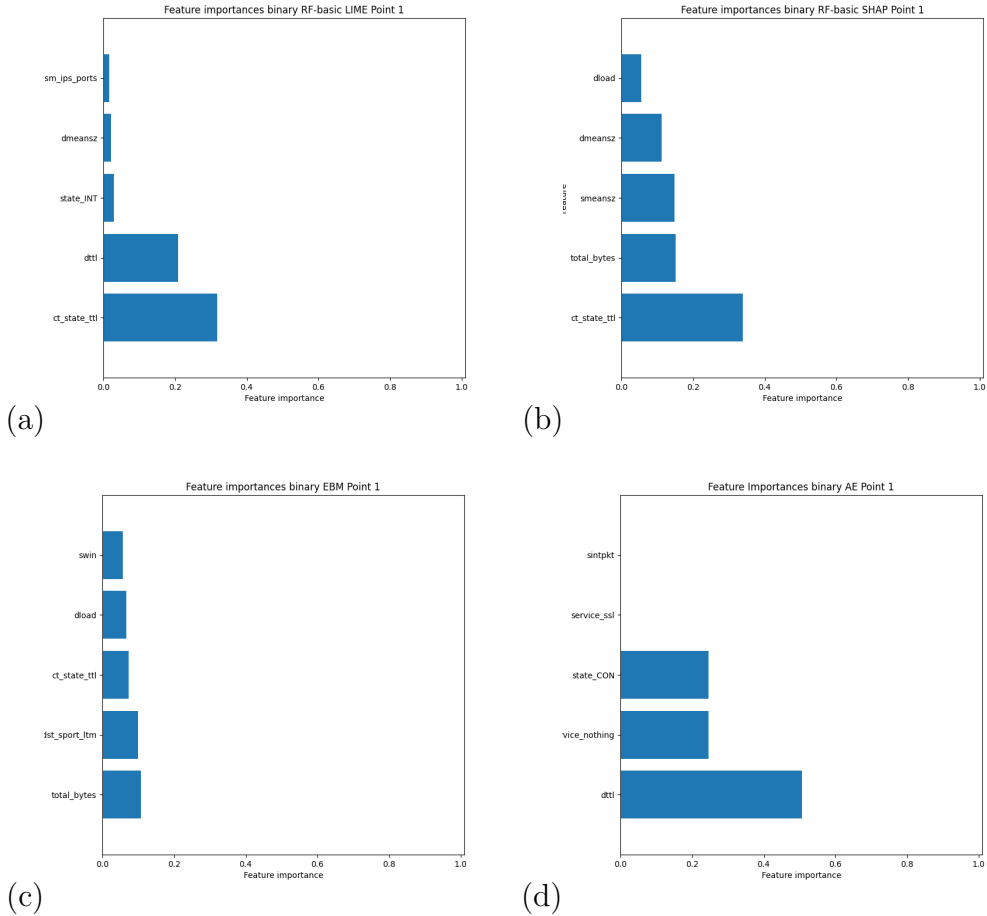 Feature importances binary RF-basic LIME Point 1
sm_ips_ports
dmeansz
state_INT
dttl
ct_state_ttl
0.0 0.2 0.4 0.6 0.8 1.0
Feature importance
(a)
Feature importances binary RF-basic SHAP Point 1
dload
dmeansz
smeansz
total_bytes
ct_state_ttl
0.0 0.2 0.4 0.6 0.8 1.0
Feature importance
(b)
Feature importances binary EBM Point 1
swin
dload
ct_state_ttl
dst_sport_ltm
total_bytes
0.0 0.2 0.4 0.6 0.8 1.0
Feature importance
(c)
Feature Importances binary AE Point 1
sintpkt
service_ssl
state_CON
vice_nothing
dttl
0.0 0.2 0.4 0.6 0.8 1.0
Feature importance
(d)